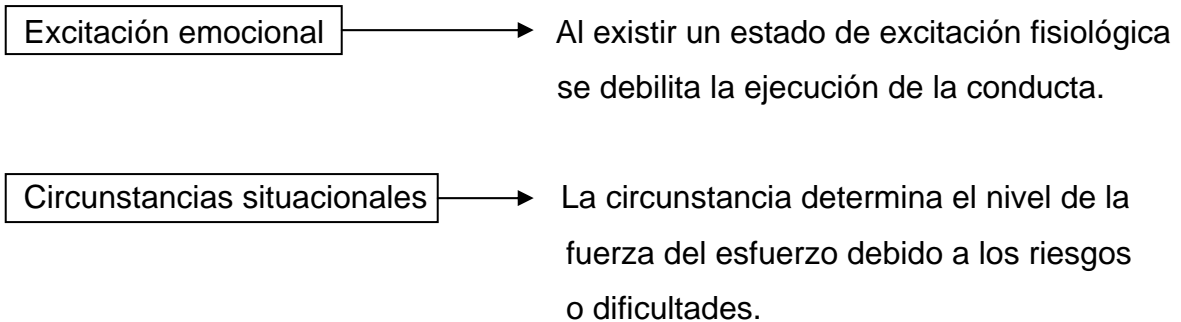 Excitación emocional Al existir un estado de excitación fisiológica
se debilita la ejecución de la conducta.
Circunstancias situacionales La circunstancia determina el nivel de la
fuerza del esfuerzo debido a los riesgos
o dificultades.